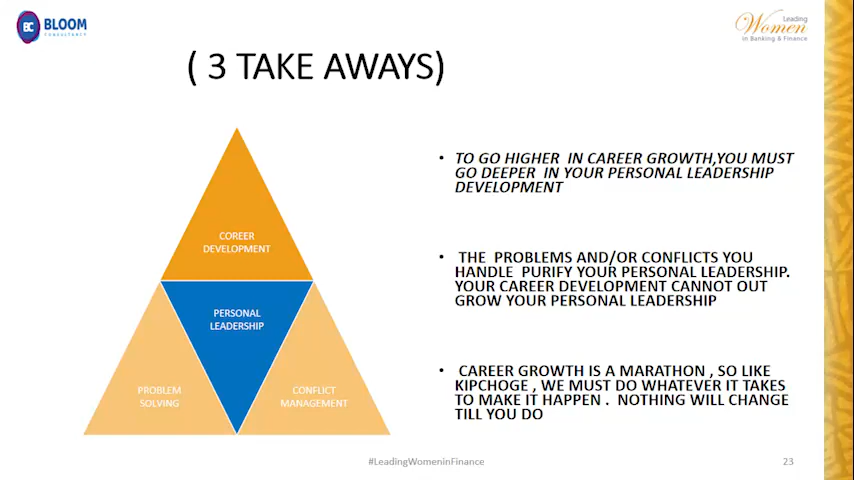 BC BLOOM
CONSULTANCY
Leading
Women
in Banking & Finance
( 3 TAKE AWAYS)
COREER
DEVELOPMENT
PERSONAL
LEADERSHIP
PROBLEM
SOLVING
CONFLICT
MANAGEMENT
• TO GO HIGHER IN CAREER GROWTH,YOU MUST
GO DEEPER IN YOUR PERSONAL LEADERSHIP
DEVELOPMENT
• THE PROBLEMS AND/OR CONFLICTS YOU
HANDLE PURIFY YOUR PERSONAL LEADERSHIP.
YOUR CAREER DEVELOPMENT CANNOT OUT
GROW YOUR PERSONAL LEADERSHIP
• CAREER GROWTH IS A MARATHON , SO LIKE
KIPCHOGE , WE MUST DO WHATEVER IT TAKES
TO MAKE IT HAPPEN . NOTHING WILL CHANGE
TILL YOU DO
#LeadingWomeninFinance
23